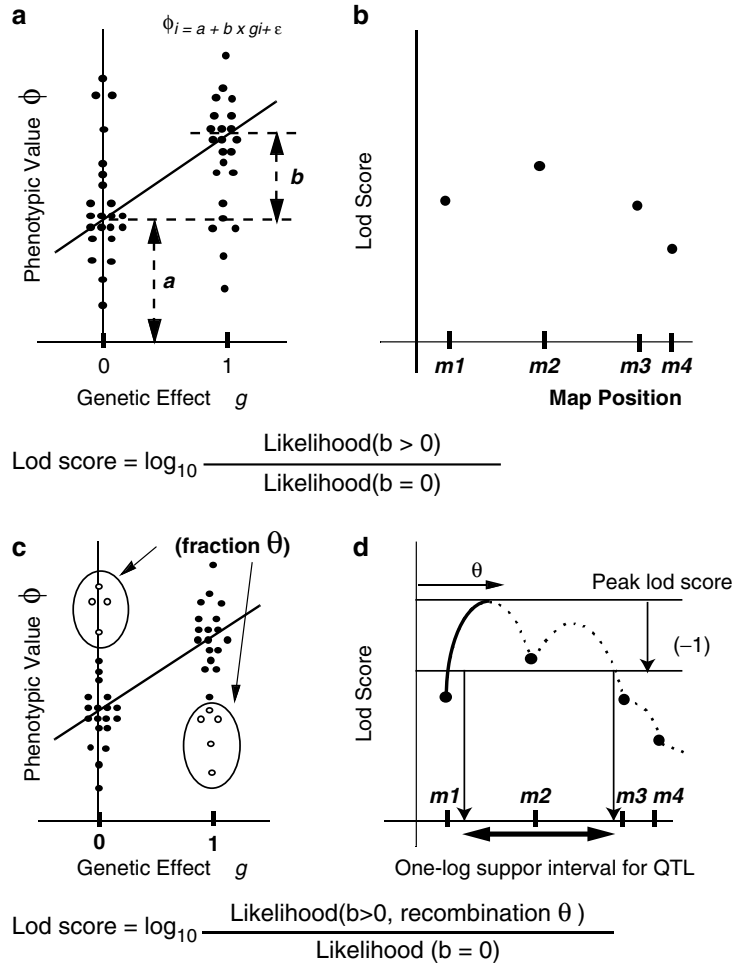 a
ϕi = a + b x gi+ ε
Phenotypic Value ϕ
b
a
0
1
Genetic Effect g
b
Lod Score
m1 m2 m3 m4
Map Position
Lod score = log10 Likelihood(b > 0)
Likelihood(b = 0)
c
(fraction θ)
Phenotypic Value ϕ
0
1
Genetic Effect g
d
θ
Peak lod score
(−1)
Lod Score
m1 m2 m3 m4
One-log suppor interval for QTL
Lod score = log10 Likelihood(b>0, recombination θ )
Likelihood (b = 0)